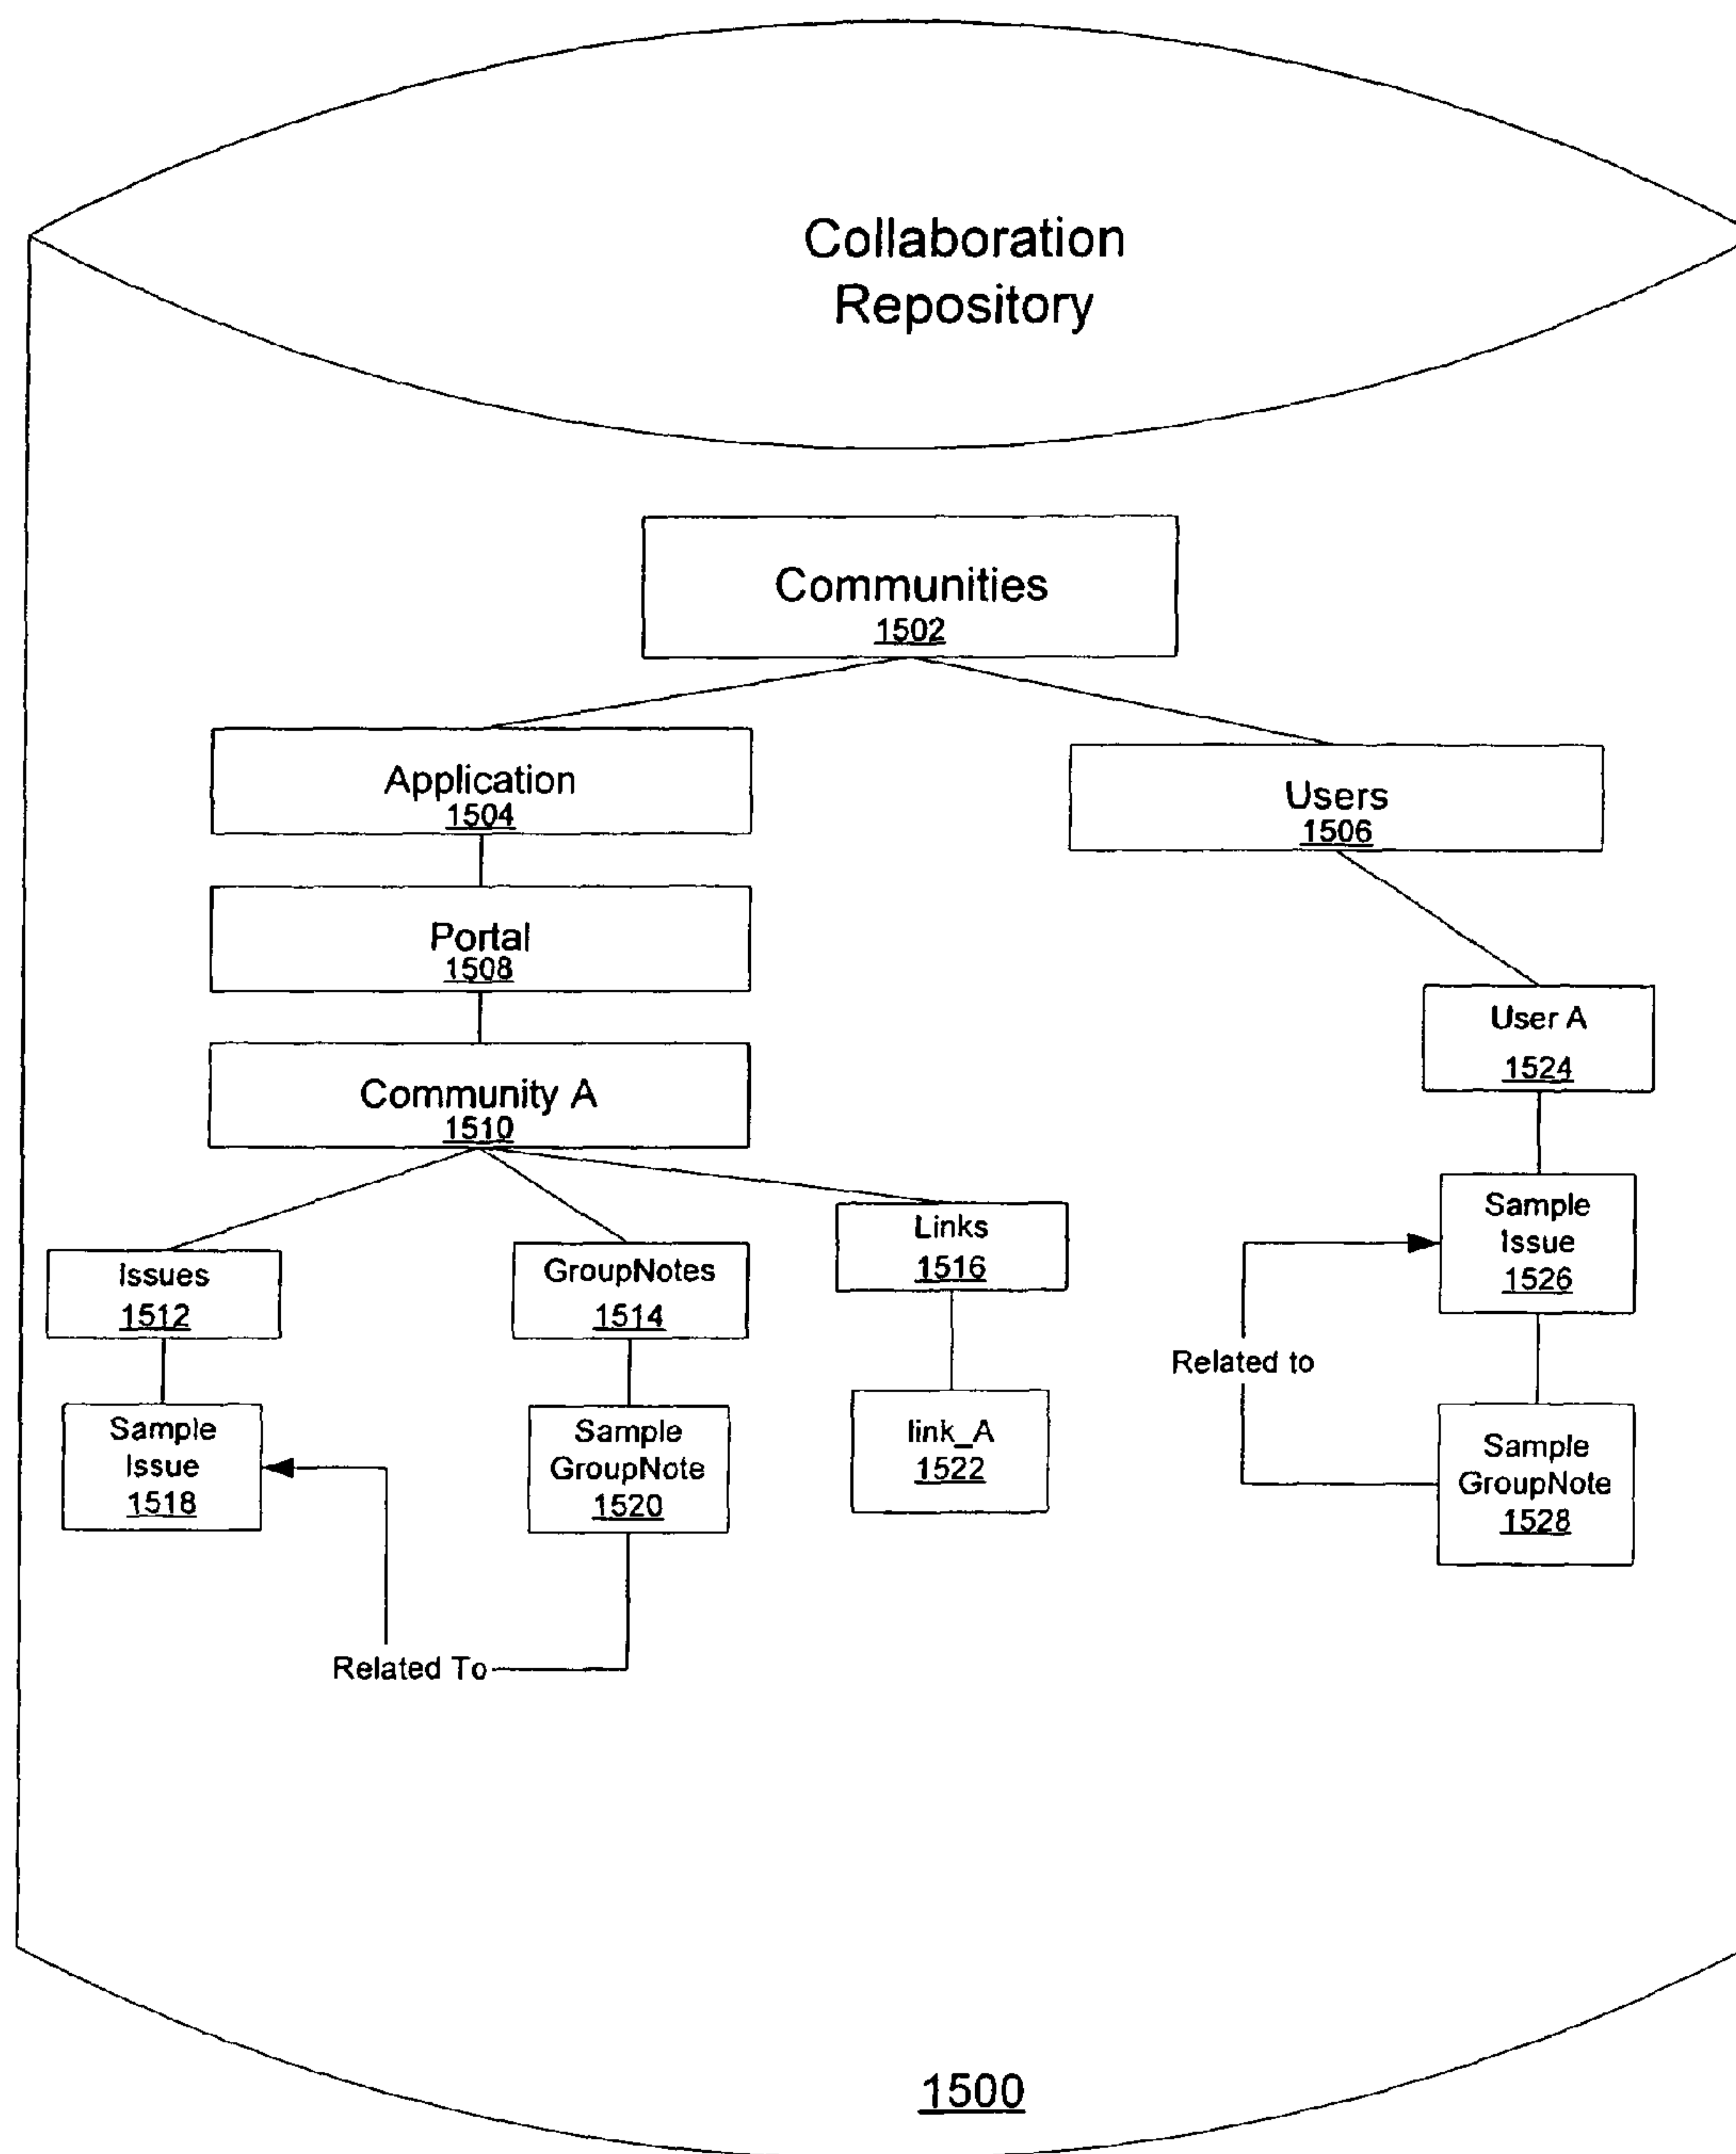 Collaboration
Repository
Communities
1502
Application
1504
Users
1506
Portal
1508
User A
1524
Community A
1510
Sample
Issue
1526
Links
1516
Issues
1512
GroupNotes
1514
Related to
Sample
Issue
1518
Sample
GroupNote
1520
link_A
1522
Sample
GroupNote
1528
Related To
1500